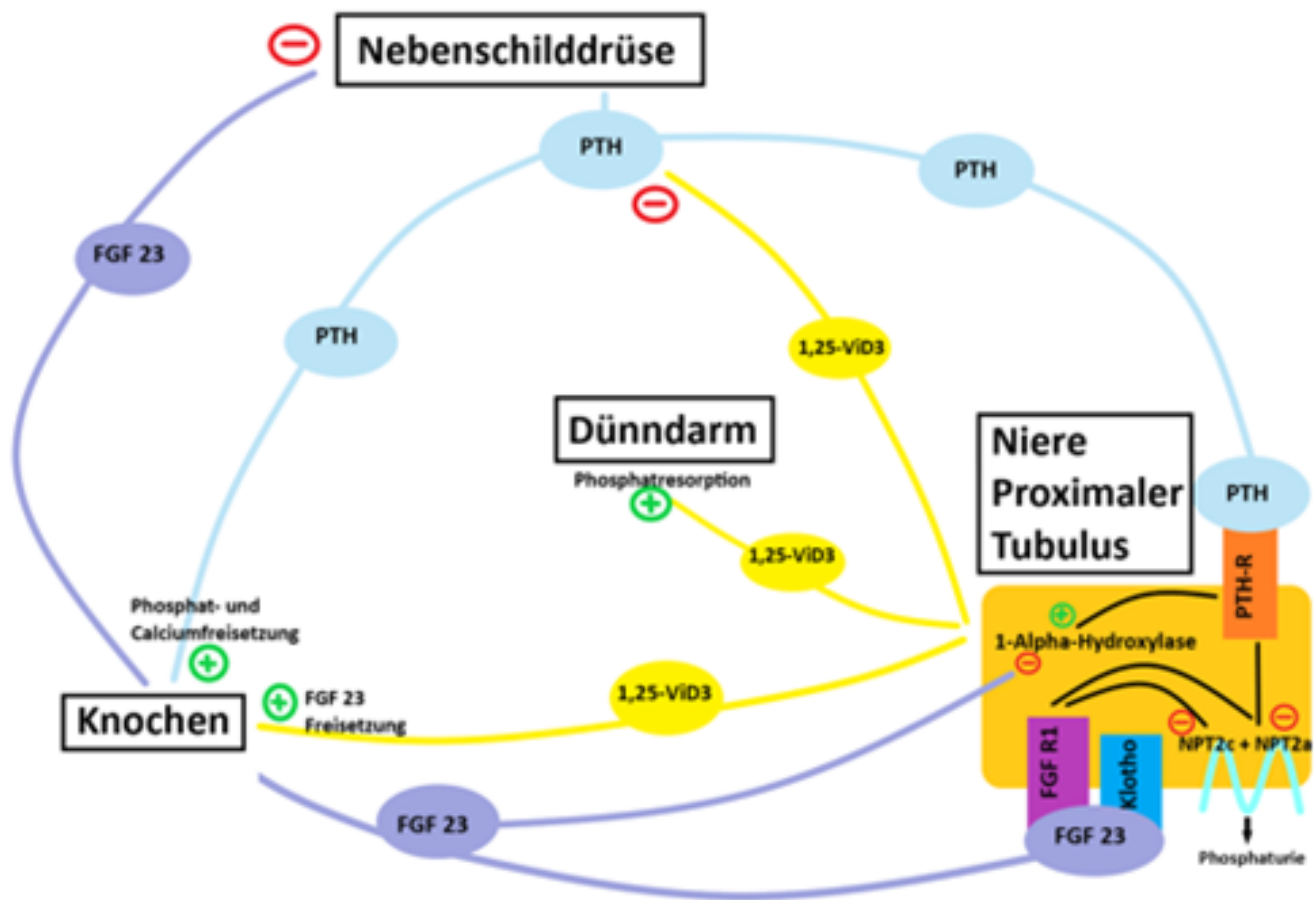 Nebenschilddrüse
PTH
PTH
FGF 23
PTH
1,25-ViD3
Dünndarm
Phosphatresorption
1,25-ViD3
Niere
Proximaler
Tubulus
PTH
PTH-R
Phosphat- und
Calciumfreisetzung
1-Alpha-Hydroxylase
Knochen
FGF 23
Freisetzung
1,25-ViD3
NPT2c + NPT2a
FGF R1
Klotho
FGF 23
FGF 23
Phosphaturie